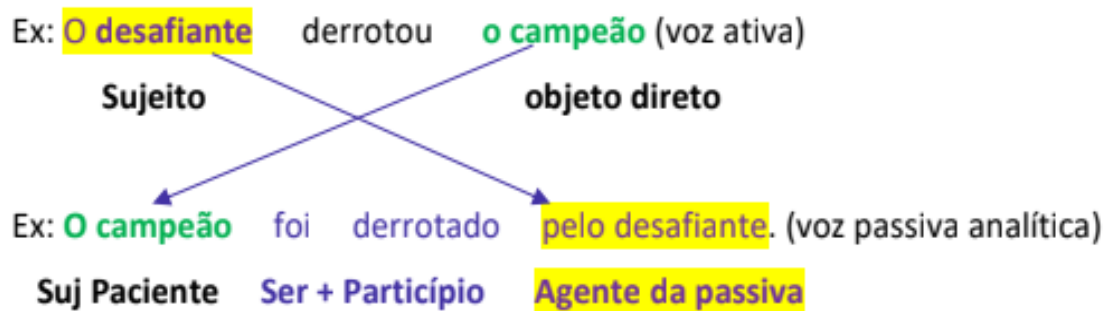 Ex: O desafiante derrotou o campeão (voz ativa)
Sujeito objeto direto
Ex: O campeão foi derrotado pelo desafiante. (voz passiva analítica)
Suj Paciente Ser + Particípio Agente da passiva